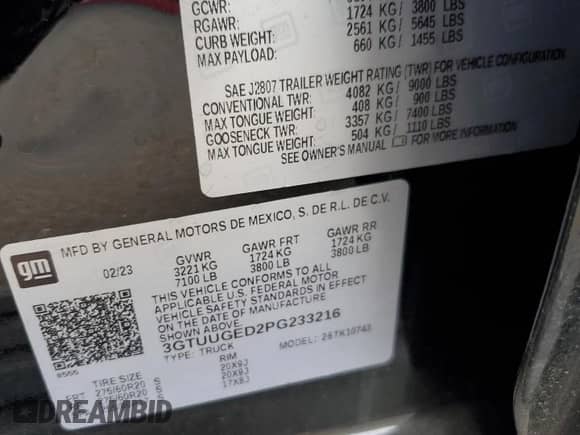 GCWR:
RGAWR: 1724 KG/ 3800 LBS
CURB WEIGHT: 2561 KG/ 5645 LBS
MAX PAYLOAD: 660 KG/ 1455 LBS
SAE J2807 TRAILER WEIGHT RATING (TWR) FOR VEHICLE CONFIGURATION
CONVENTIONAL TWR: 4082 KG/ 9000 LBS
MAX TONGUE WEIGHT: 408 KG/ 900 LBS
GOOSENECK TWR: 3357 KG/ 7400 LBS
MAX TONGUE WEIGHT: 504 KG/ 1110 LBS
SEE OWNER'S MANUAL FOR MORE INFORMATION
gm
MFD BY GENERAL MOTORS DE MEXICO, S. DE R.L. DE C.V.
02/23 GVWR GAWR FRT GAWR RR
3221 KG 1724 KG 1724 KG
7100 LB 3800 LB 3800 LB
THIS VEHICLE CONFORMS TO ALL
APPLICABLE U.S. FEDERAL MOTOR
VEHICLE SAFETY STANDARDS IN EFFECT
ON THE DATE OF MANUFACTURE SHOWN ABOVE.
3GTUUGED2PG233216
TYPE: TRUCK MODEL: 26TK10743
TIRE SIZE RIM
FRT 275/60R20 S 20X9J
275/60R20 S 20X9J
17X8J
DREAMBID